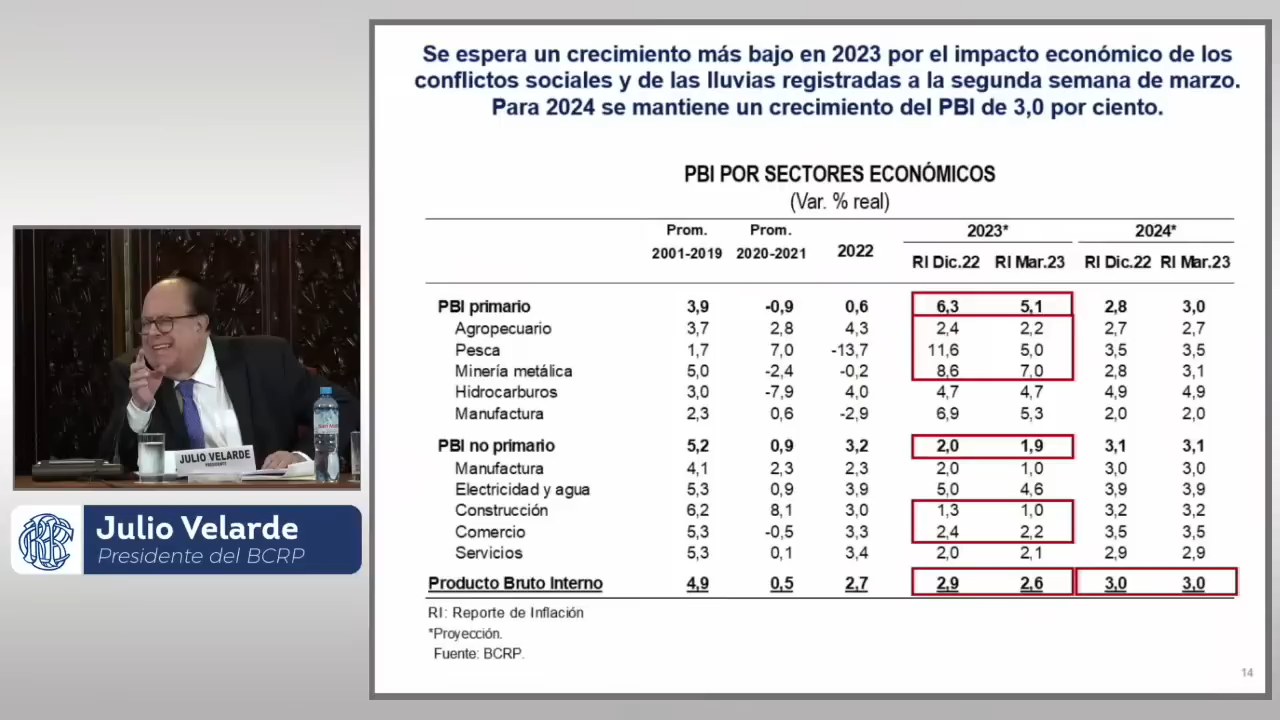 Se espera un crecimiento más bajo en 2023 por el impacto económico de los
conflictos sociales y de las lluvias registradas a la segunda semana de marzo.
Para 2024 se mantiene un crecimiento del PBI de 3,0 por ciento.
PBI POR SECTORES ECONÓMICOS
(Var. % real)
Prom. 2001-2019 Prom. 2020-2021 2022 2023* 2024*
RI Dic.22 RI Mar.23 RI Dic.22 RI Mar.23
PBI primario 3,9 -0,9 0,6 6,3 5,1 2,8 3,0
Agropecuario 3,7 2,8 4,3 2,4 2,2 2,7 2,7
Pesca 1,7 7,0 -13,7 11,6 5,0 3,5 3,5
Minería metálica 5,0 -2,4 -0,2 8,6 7,0 2,8 3,1
Hidrocarburos 3,0 -7,9 4,0 4,7 4,7 4,9 4,9
Manufactura 2,3 0,6 -2,9 6,9 5,3 2,0 2,0
PBI no primario 5,2 0,9 3,2 2,0 1,9 3,1 3,1
Manufactura 4,1 2,3 2,3 2,0 1,0 3,0 3,0
Electricidad y agua 5,3 0,9 3,9 5,0 4,6 3,9 3,9
Construcción 6,2 8,1 3,0 1,3 1,0 3,2 3,2
Comercio 5,3 -0,5 3,3 2,4 2,2 3,5 3,5
Servicios 5,3 0,1 3,4 2,0 2,1 2,9 2,9
Producto Bruto Interno 4,9 0,5 2,7 2,9 2,6 3,0 3,0
RI: Reporte de Inflación
*Proyección.
Fuente: BCRP.
14
JULIO VELARDE
PRESIDENTE
Julio Velarde
Presidente del BCRP